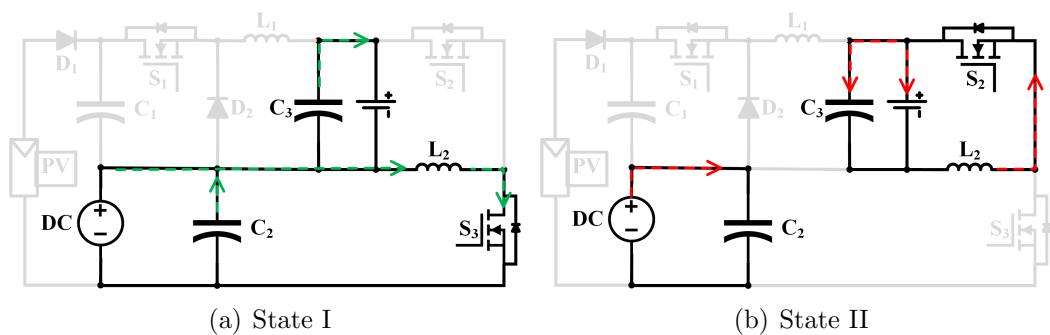 L1
D1
S1
S2
C1
D2
C3
+
-
PV
L2
DC
+
−
C2
S3
(a) State I
L1
D1
S1
S2
C1
D2
C3
+
-
PV
L2
DC
+
−
C2
S3
(b) State II